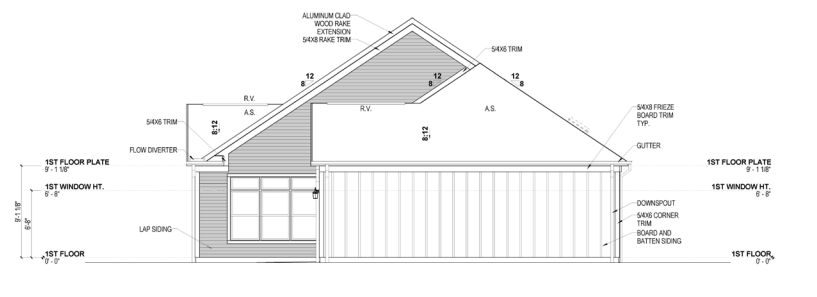 ALUMINUM CLAD
WOOD RAKE
EXTENSION
5/4X8 RAKE TRIM
5/4X6 TRIM
12
8
12
8
12
8
R.V.
A.S.
R.V.
A.S.
8:12
8:12
5/4X6 TRIM
FLOW DIVERTER
5/4X8 FRIEZE
BOARD TRIM
TYP.
GUTTER
1ST FLOOR PLATE
9' - 1 1/8"
1ST FLOOR PLATE
9' - 1 1/8"
1ST WINDOW HT.
6' - 8"
1ST WINDOW HT.
6' - 8"
9'-1 1/8"
6'-8"
LAP SIDING
DOWNSPOUT
5/4X6 CORNER
TRIM
BOARD AND
BATTEN SIDING
1ST FLOOR
0' - 0"
1ST FLOOR
0' - 0"